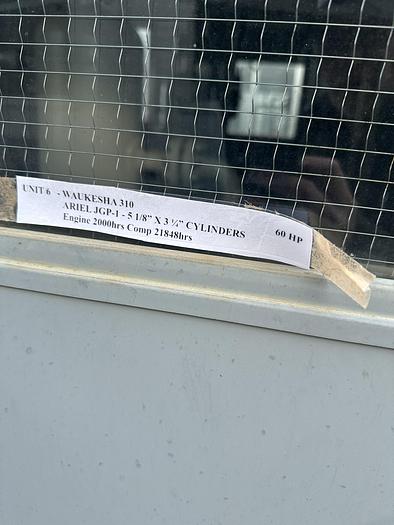 UNIT 6 - WAUKESHA 310
ARIEL JGP-1 - 5 1/8" X 3 ¼" CYLINDERS 60 HP
Engine 2000hrs Comp 21848hrs